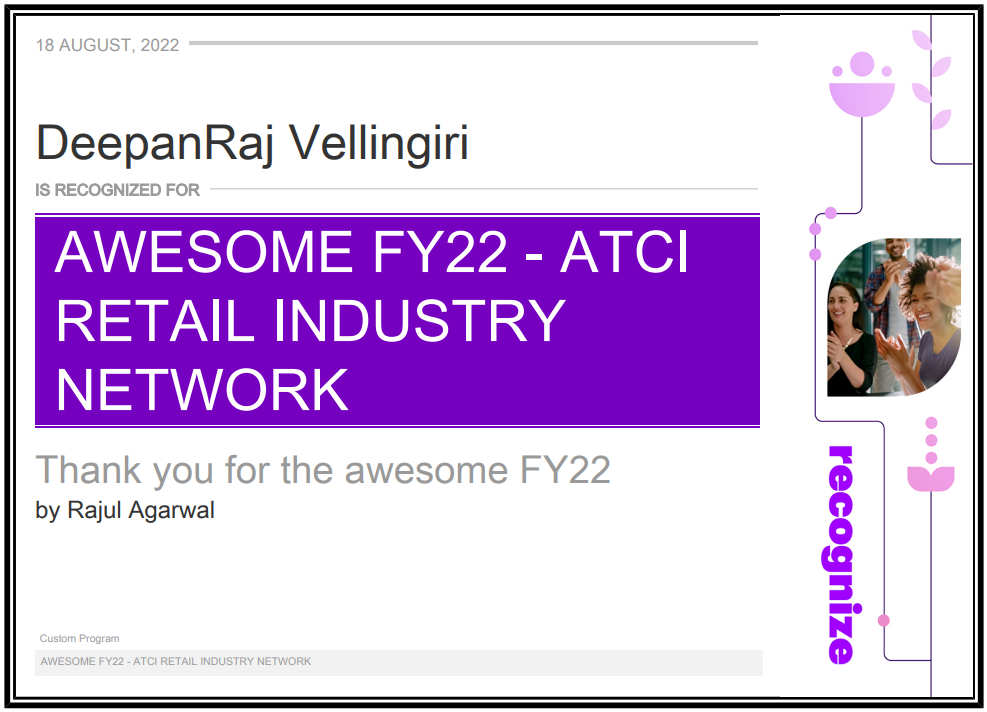 18 AUGUST, 2022
DeepanRaj Vellingiri
IS RECOGNIZED FOR
AWESOME FY22 - ATCI
RETAIL INDUSTRY
NETWORK
Thank you for the awesome FY22
by Rajul Agarwal
recognize
Custom Program
AWESOME FY22 - ATCI RETAIL INDUSTRY NETWORK